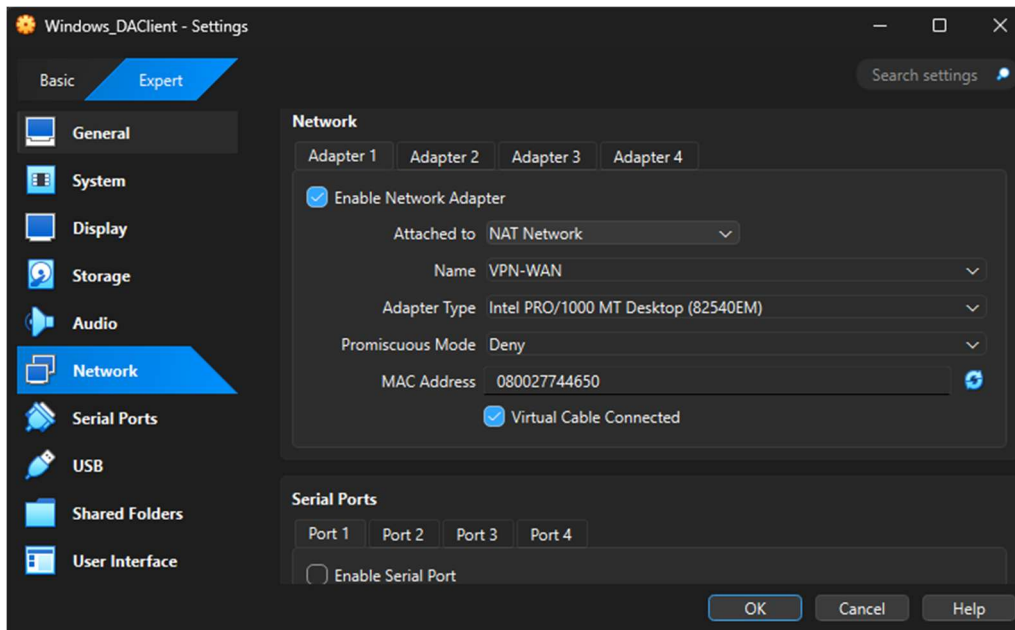 Windows_DAClient - Settings
Basic
Expert
Search settings
General
System
Display
Storage
Audio
Network
Serial Ports
USB
Shared Folders
User Interface
Network
Adapter 1
Adapter 2
Adapter 3
Adapter 4
Enable Network Adapter
Attached to NAT Network
Name VPN-WAN
Adapter Type Intel PRO/1000 MT Desktop (82540EM)
Promiscuous Mode Deny
MAC Address 080027744650
Virtual Cable Connected
Serial Ports
Port 1
Port 2
Port 3
Port 4
Enable Serial Port
OK
Cancel
Help